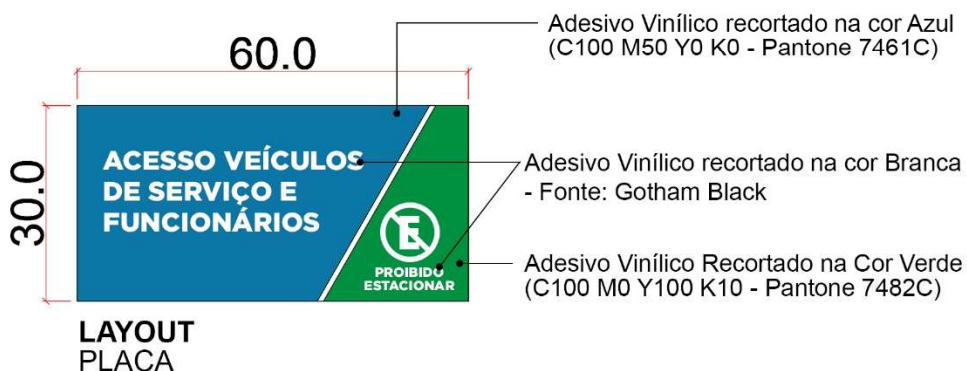 60.0
30.0
ACESSO VEÍCULOS
DE SERVIÇO E
FUNCIONÁRIOS
E
PROIBIDO
ESTACIONAR
Adesivo Vinílico recortado na cor Azul
(C100 M50 Y0 K0 - Pantone 7461C)
Adesivo Vinílico recortado na cor Branca
- Fonte: Gotham Black
Adesivo Vinílico Recortado na Cor Verde
(C100 M0 Y100 K10 - Pantone 7482C)
LAYOUT
PLACA